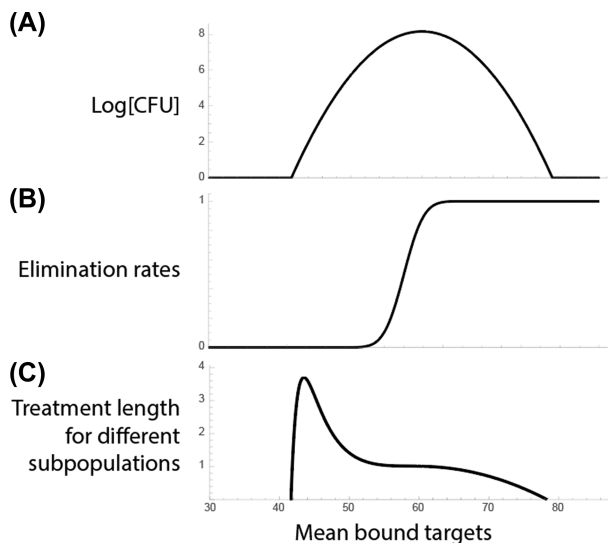 (A)
Log[CFU]
8
6
4
2
0
(B)
Elimination rates
1
0
(C)
Treatment length
for different
subpopulations
4
3
2
1
30 40 50 60 70 80
Mean bound targets